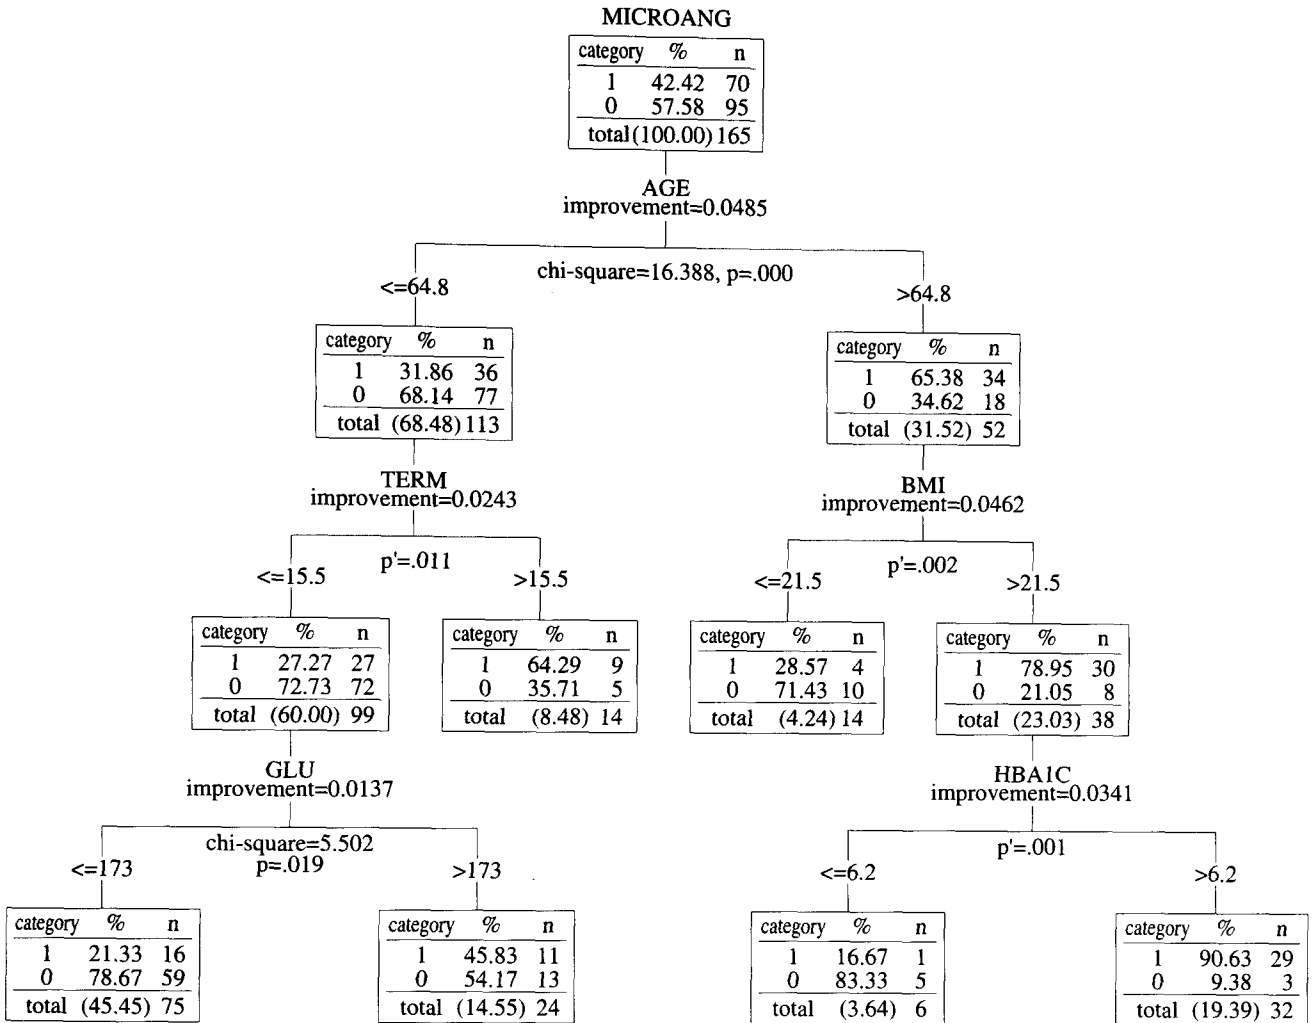 MICROANG
category % n
1 42.42 70
0 57.58 95
total (100.00) 165
AGE
improvement=0.0485
chi-square=16.388, p=.000
<=64.8
>64.8
category % n
1 31.86 36
0 68.14 77
total (68.48) 113
category % n
1 65.38 34
0 34.62 18
total (31.52) 52
TERM
improvement=0.0243
BMI
improvement=0.0462
p'=.011
<=15.5
>15.5
p'=.002
<=21.5
>21.5
category % n
1 27.27 27
0 72.73 72
total (60.00) 99
category % n
1 64.29 9
0 35.71 5
total (8.48) 14
category % n
1 28.57 4
0 71.43 10
total (4.24) 14
category % n
1 78.95 30
0 21.05 8
total (23.03) 38
GLU
improvement=0.0137
HBA1C
improvement=0.0341
chi-square=5.502
p=.019
<=173
>173
p'=.001
<=6.2
>6.2
category % n
1 21.33 16
0 78.67 59
total (45.45) 75
category % n
1 45.83 11
0 54.17 13
total (14.55) 24
category % n
1 16.67 1
0 83.33 5
total (3.64) 6
category % n
1 90.63 29
0 9.38 3
total (19.39) 32